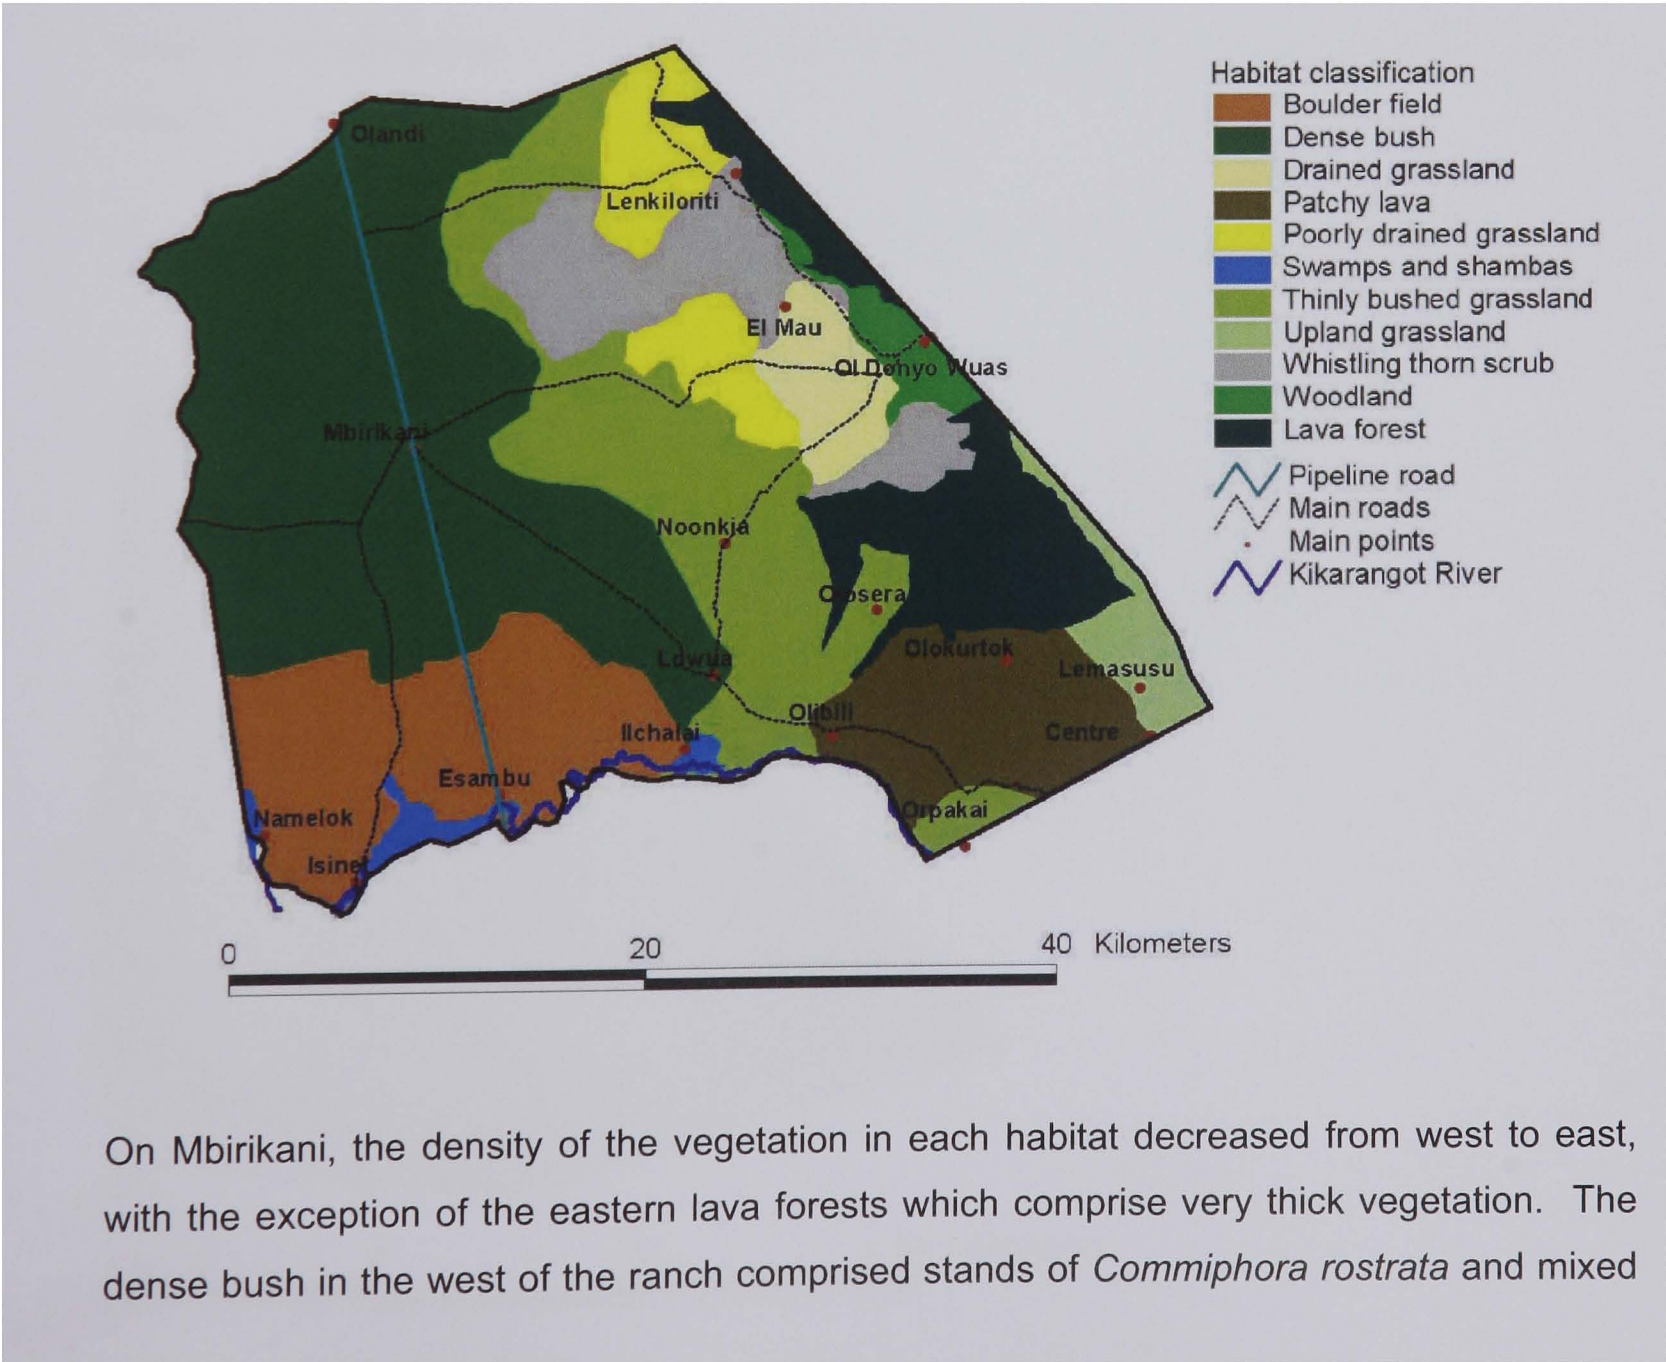 Habitat classification
Boulder field
Dense bush
Drained grassland
Patchy lava
Poorly drained grassland
Swamps and shambas
Thinly bushed grassland
Upland grassland
Whistling thorn scrub
Woodland
Lava forest
Pipeline road
Main roads
Main points
Kikarangot River
Olandi
Lenkiloriti
El Mau
Ol Donyo Wuas
Mbirikani
Noonkia
Olosera
Olokurtok
Lowua
Lemasusu
Olibili
Ilchalai
Centre
Esambu
Orpakai
Namelok
Isinet
0 20 40 Kilometers
On Mbirikani, the density of the vegetation in each habitat decreased from west to east,
with the exception of the eastern lava forests which comprise very thick vegetation. The
dense bush in the west of the ranch comprised stands of Commiphora rostrata and mixed